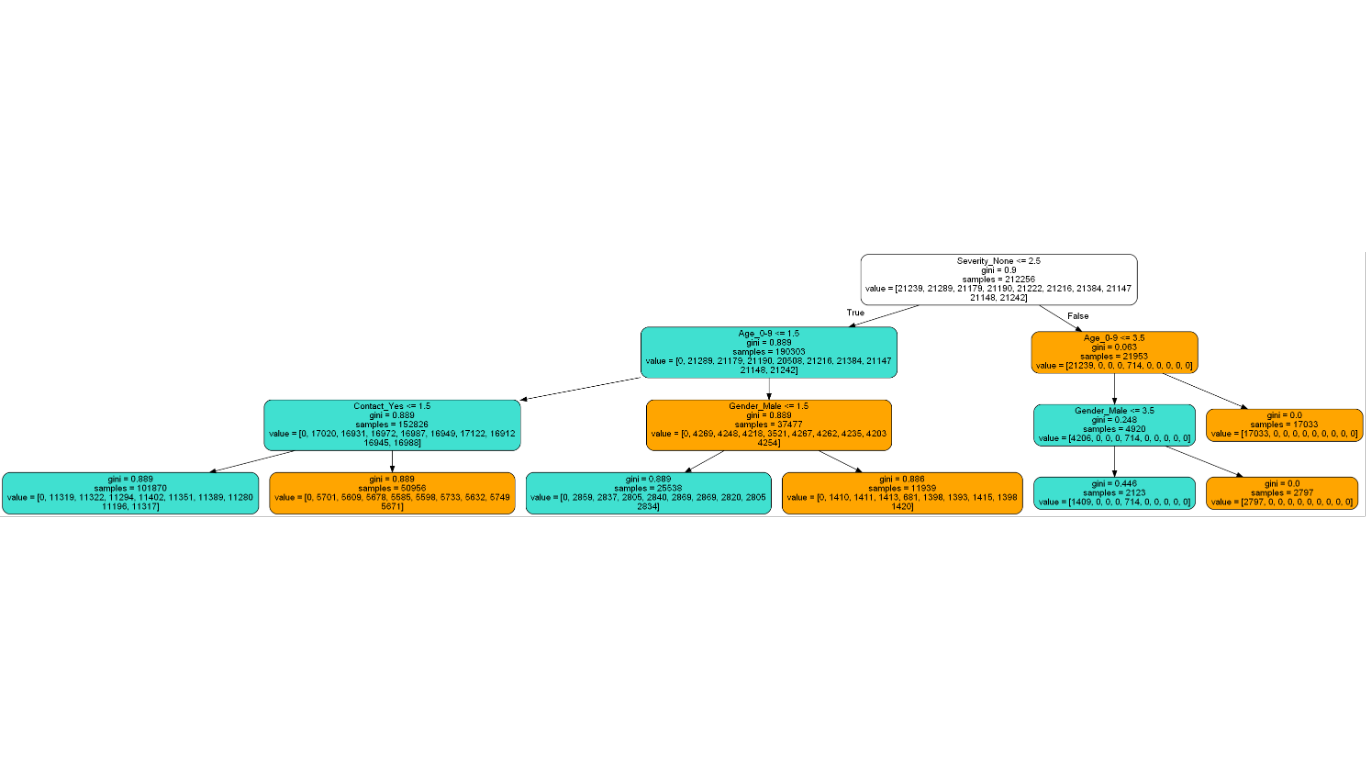 Severity_None <= 2.5
gini = 0.9
samples = 212256
value = [21239, 21289, 21179, 21190, 21222, 21216, 21384, 21147
21148, 21242]
True
False
Age_0-9 <= 1.5
gini = 0.889
samples = 190303
value = [0, 21289, 21179, 21190, 20508, 21216, 21384, 21147
21148, 21242]
Age_0-9 <= 3.5
gini = 0.063
samples = 21953
value = [21239, 0, 0, 0, 714, 0, 0, 0, 0, 0]
Contact_Yes <= 1.5
gini = 0.889
samples = 152826
value = [0, 17020, 16931, 16972, 16987, 16949, 17122, 16912
16945, 16988]
Gender_Male <= 1.5
gini = 0.889
samples = 37477
value = [0, 4269, 4248, 4218, 3521, 4267, 4262, 4235, 4203
4254]
Gender_Male <= 3.5
gini = 0.248
samples = 4920
value = [4206, 0, 0, 0, 714, 0, 0, 0, 0, 0]
gini = 0.0
samples = 17033
value = [17033, 0, 0, 0, 0, 0, 0, 0, 0, 0]
gini = 0.889
samples = 101870
value = [0, 11319, 11322, 11294, 11402, 11351, 11389, 11280
11196, 11317]
gini = 0.889
samples = 50956
value = [0, 5701, 5609, 5678, 5585, 5598, 5733, 5632, 5749
5671]
gini = 0.889
samples = 25538
value = [0, 2859, 2837, 2805, 2840, 2869, 2869, 2820, 2805
2834]
gini = 0.886
samples = 11939
value = [0, 1410, 1411, 1413, 681, 1398, 1393, 1415, 1398
1420]
gini = 0.446
samples = 2123
value = [1409, 0, 0, 0, 714, 0, 0, 0, 0, 0]
gini = 0.0
samples = 2797
value = [2797, 0, 0, 0, 0, 0, 0, 0, 0, 0]